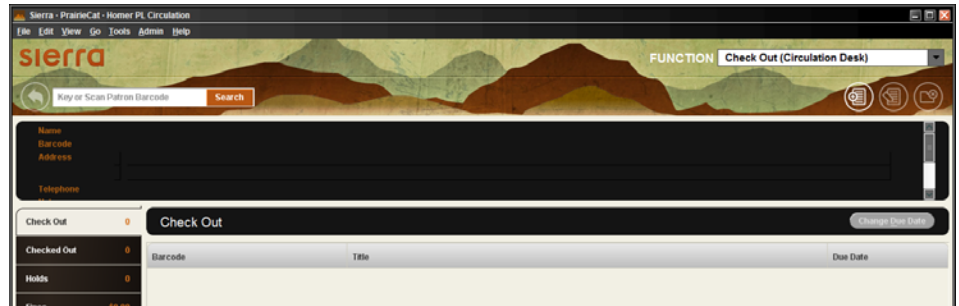 Sierra - PrairieCat - Homer PL Circulation
File Edit View Go Tools Admin Help
sierra
FUNCTION Check Out (Circulation Desk)
Key or Scan Patron Barcode Search
Name
Barcode
Address
Telephone
Check Out 0 Check Out Change Due Date
Checked Out 0
Barcode Title Due Date
Holds 0